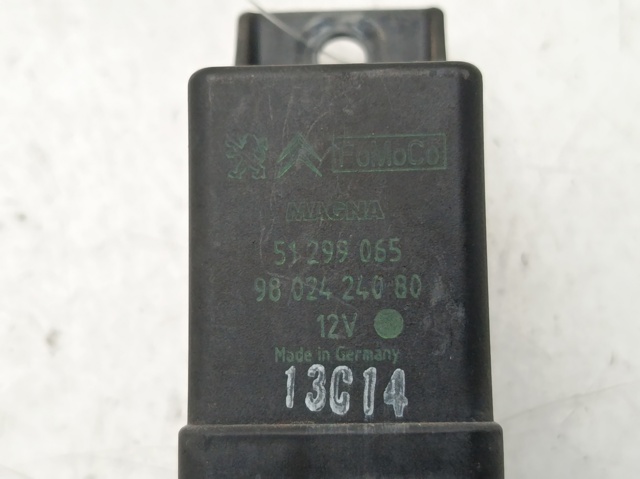 FoMoCo
MAGNA
51 299 065
98 024 240 80
12V
Made in Germany
13C14